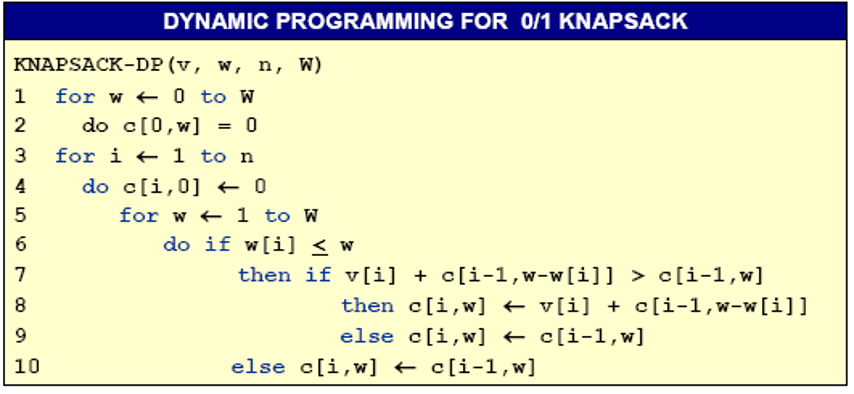 DYNAMIC PROGRAMMING FOR 0/1 KNAPSACK
KNAPSACK-DP(v, w, n, W)
1 for w ← 0 to W
2 do c[0,w] = 0
3 for i ← 1 to n
4 do c[i,0] ← 0
5 for w ← 1 to W
6 do if w[i] ≤ w
7 then if v[i] + c[i-1,w-w[i]] > c[i-1,w]
8 then c[i,w] ← v[i] + c[i-1,w-w[i]]
9 else c[i,w] ← c[i-1,w]
10 else c[i,w] ← c[i-1,w]